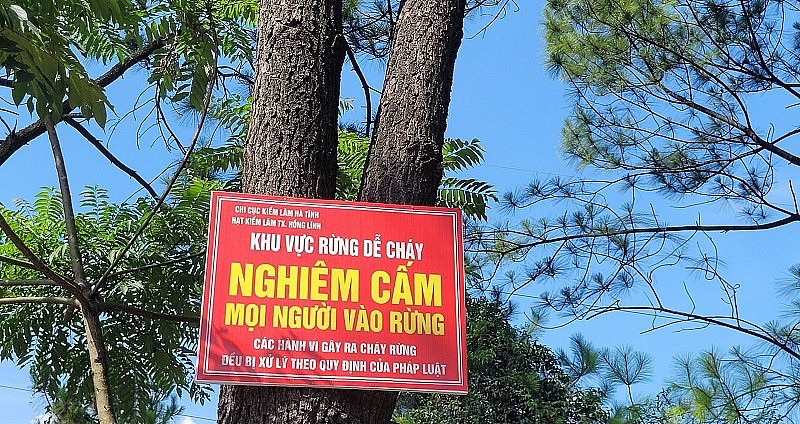 CHI CỤC KIỂM LÂM HÀ TĨNH
HẠT KIỂM LÂM TX. HỒNG LĨNH
KHU VỰC RỪNG DỄ CHÁY
NGHIÊM CẤM
MỌI NGƯỜI VÀO RỪNG
CÁC HÀNH VI GÂY RA CHÁY RỪNG
ĐỀU BỊ XỬ LÝ THEO QUY ĐỊNH CỦA PHÁP LUẬT